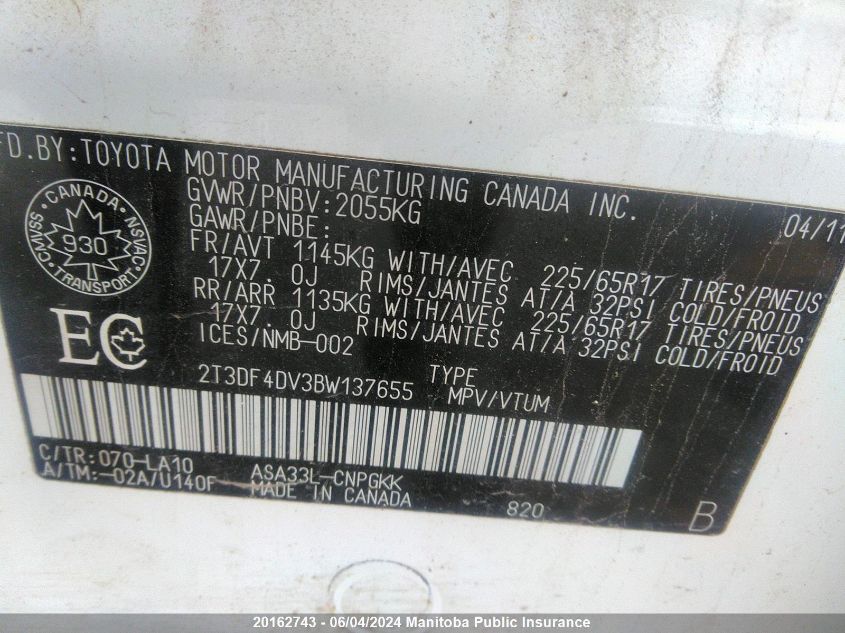 FD.BY:TOYOTA MOTOR MANUFACTURING CANADA INC. 04/11
GVWR/PNBV:2055KG
GAWR/PNBE:
FR/AVT 1145KG WITH/AVEC 225/65R17 TIRES/PNEUS
17X7. 0J RIMS/JANTES AT/A 32PSI COLD/FROID
RR/ARR 1135KG WITH/AVEC 225/65R17 TIRES/PNEUS
17X7. 0J RIMS/JANTES AT/A 32PSI COLD/FROID
ICES/NMB-002
CANADA
CMVSS 930 NSVAC
TRANSPORT
EC
2T3DF4DV3BW137655 TYPE
MPV/VTUM
C/TR:070-LA10 ASA33L-CNPGKK
A/TM:-02A/U140F MADE IN CANADA 820 B
20162743 - 06/04/2024 Manitoba Public Insurance